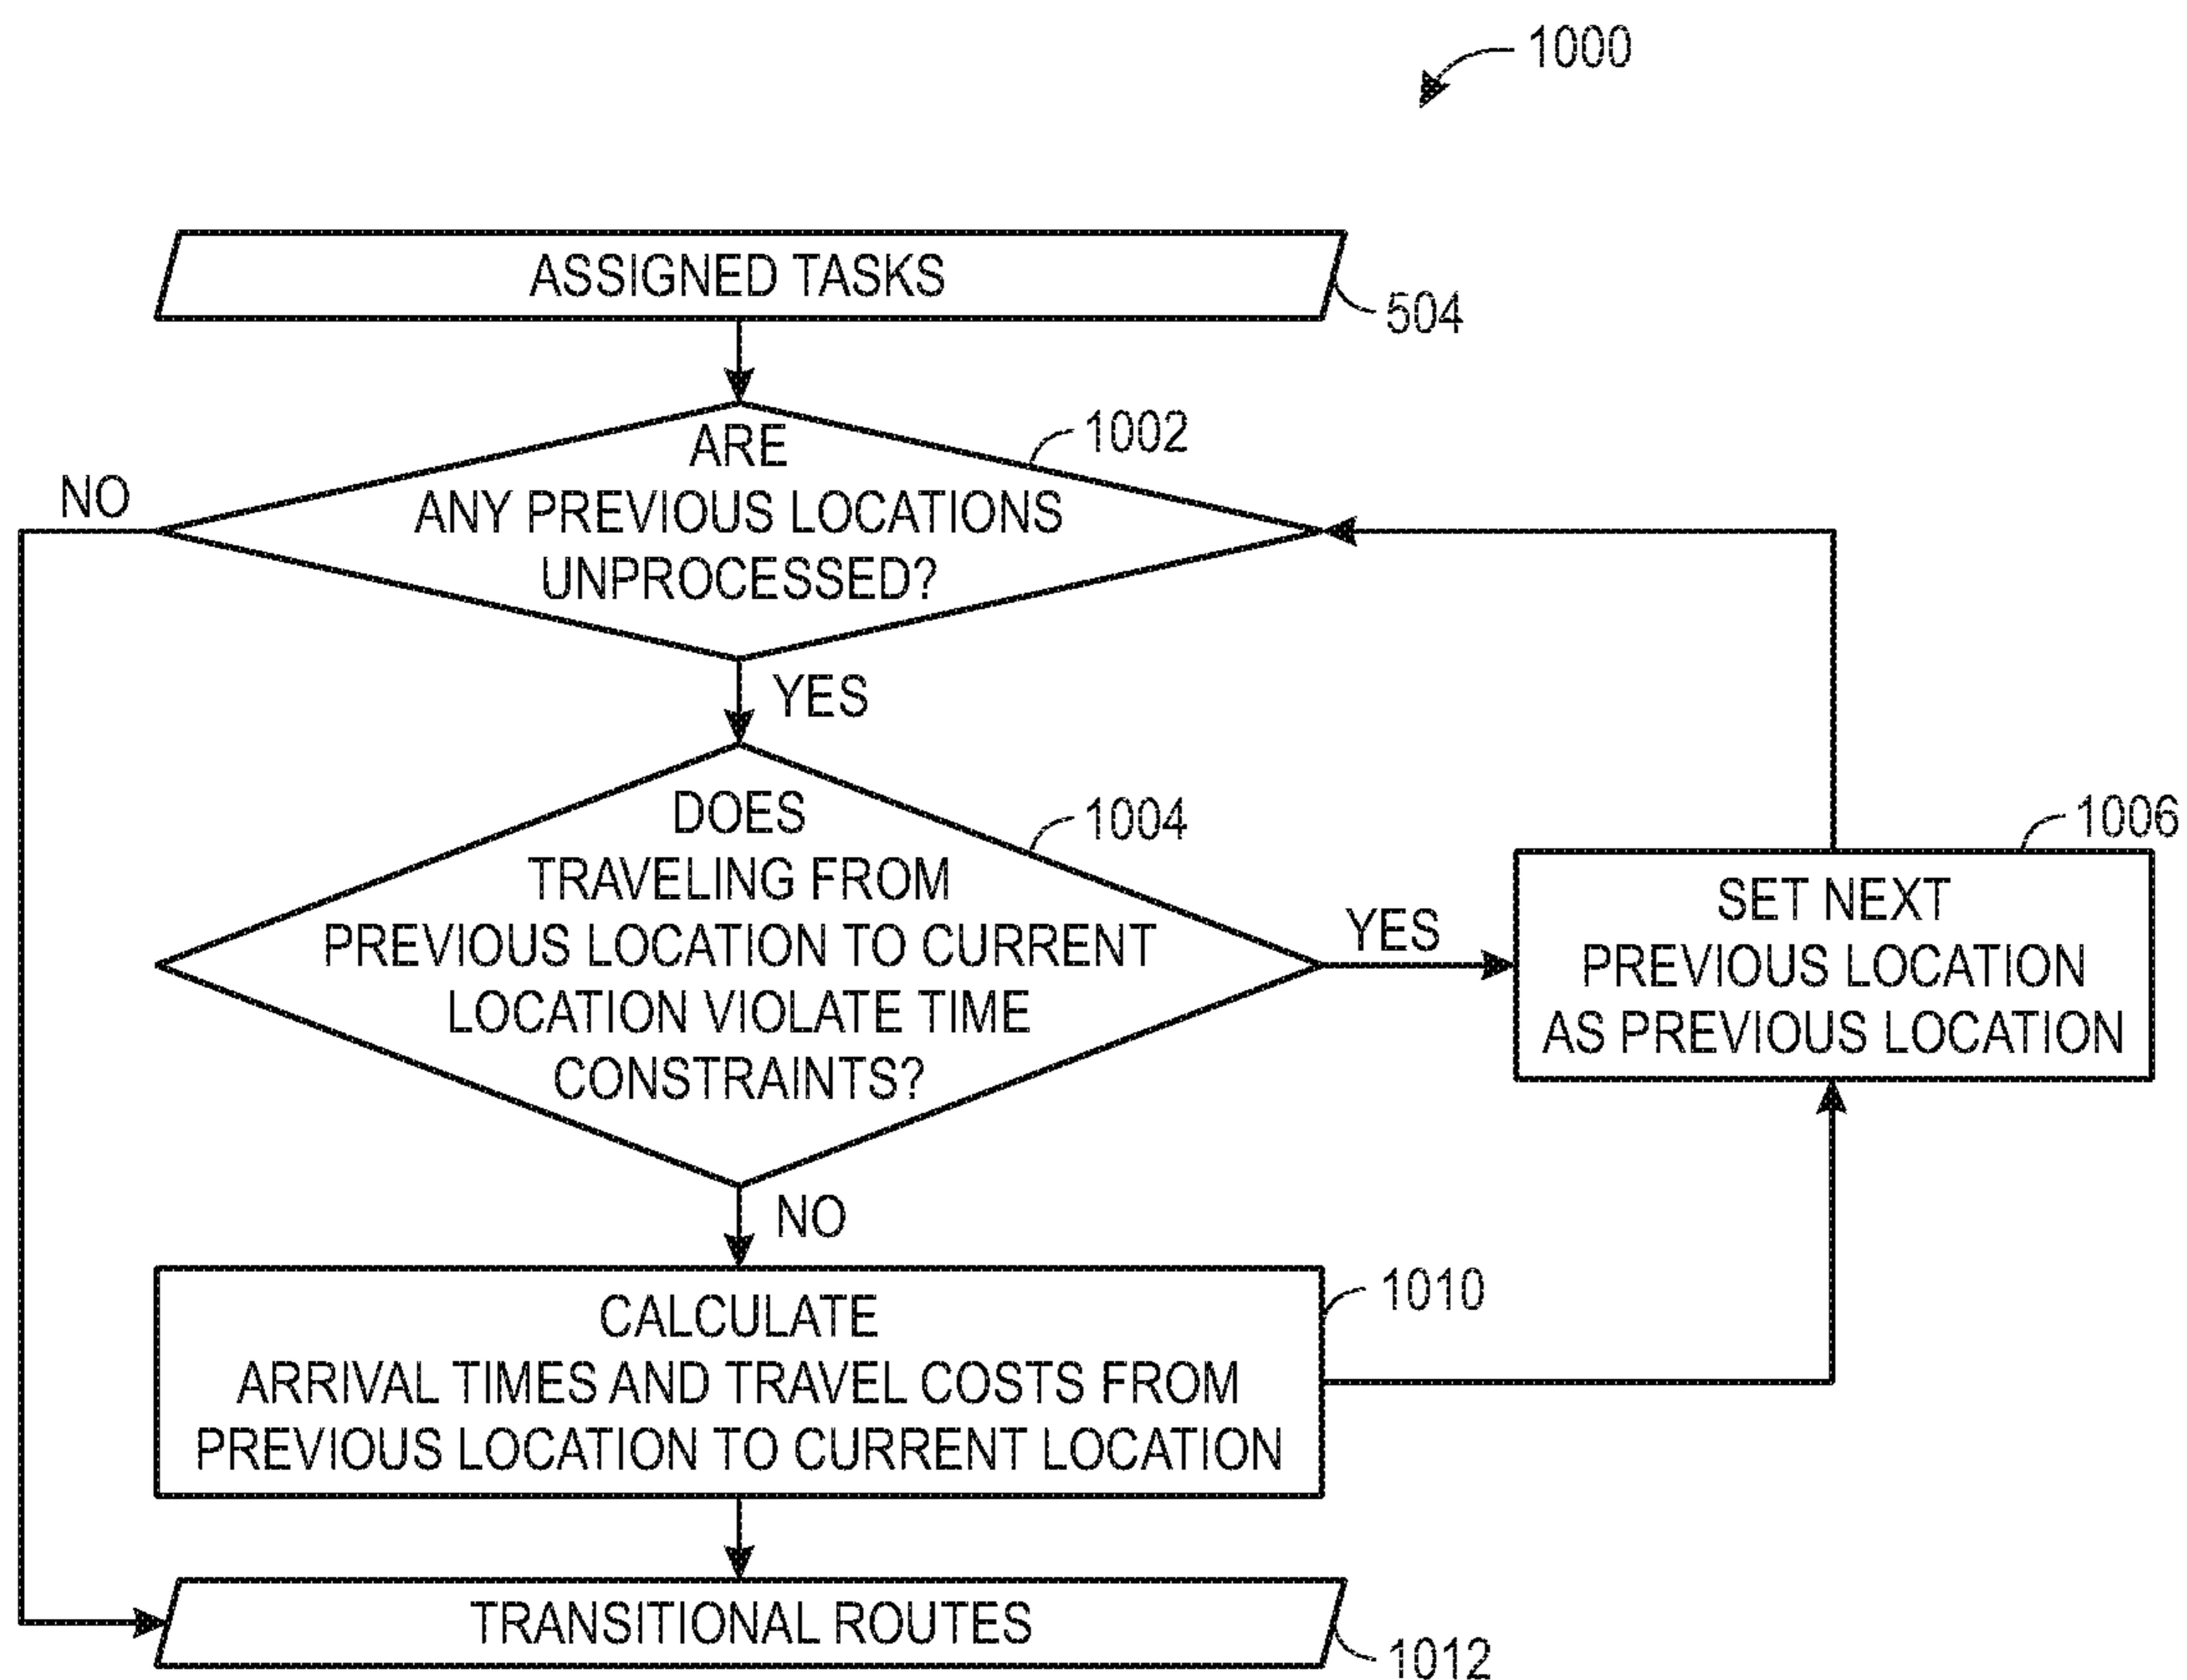 1000
ASSIGNED TASKS
504
ARE
ANY PREVIOUS LOCATIONS
UNPROCESSED?
1002
NO
YES
DOES
TRAVELING FROM
PREVIOUS LOCATION TO CURRENT
LOCATION VIOLATE TIME
CONSTRAINTS?
1004
YES
1006
SET NEXT
PREVIOUS LOCATION
AS PREVIOUS LOCATION
NO
CALCULATE
ARRIVAL TIMES AND TRAVEL COSTS FROM
PREVIOUS LOCATION TO CURRENT LOCATION
1010
TRANSITIONAL ROUTES
1012